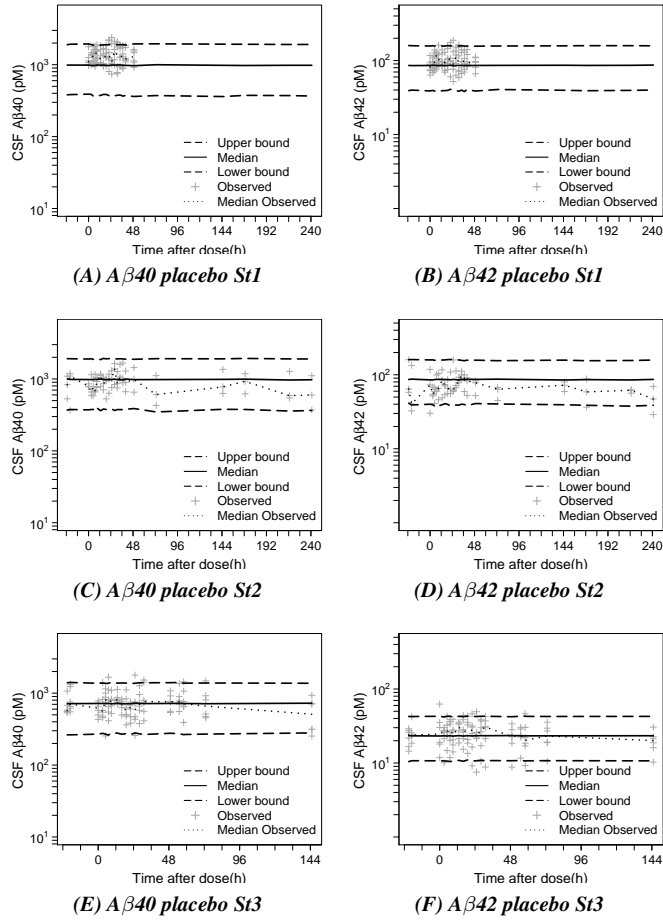 CSF Aβ40 (pM)
10³
10²
10¹
Upper bound
Median
Lower bound
Observed
Median Observed
0 48 96 144 192 240
Time after dose(h)
(A) Aβ40 placebo St1
CSF Aβ42 (pM)
10²
10¹
Upper bound
Median
Lower bound
Observed
Median Observed
0 48 96 144 192 240
Time after dose(h)
(B) Aβ42 placebo St1
CSF Aβ40 (pM)
10³
10²
10¹
Upper bound
Median
Lower bound
Observed
Median Observed
0 48 96 144 192 240
Time after dose(h)
(C) Aβ40 placebo St2
CSF Aβ42 (pM)
10²
10¹
Upper bound
Median
Lower bound
Observed
Median Observed
0 48 96 144 192 240
Time after dose(h)
(D) Aβ42 placebo St2
CSF Aβ40 (pM)
10³
10²
10¹
Upper bound
Median
Lower bound
Observed
Median Observed
0 48 96 144
Time after dose(h)
(E) Aβ40 placebo St3
CSF Aβ42 (pM)
10²
10¹
Upper bound
Median
Lower bound
Observed
Median Observed
0 48 96 144
Time after dose(h)
(F) Aβ42 placebo St3